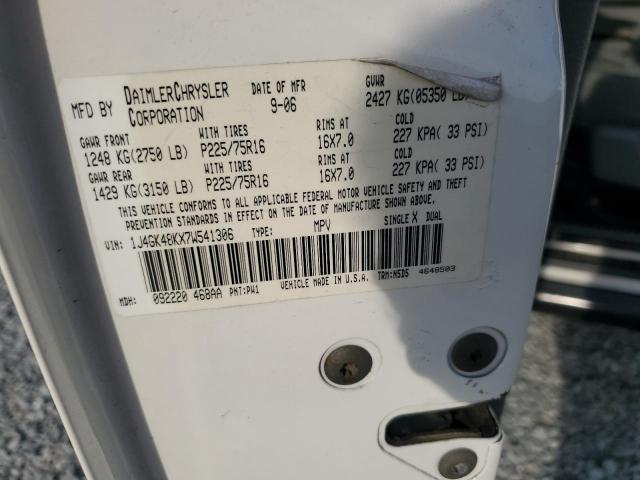 MFD BY DAIMLERCHRYSLER CORPORATION DATE OF MFR 9-06 GVWR 2427 KG(05350 LB)
GAWR FRONT WITH TIRES RIMS AT COLD
1248 KG(2750 LB) P225/75R16 16X7.0 227 KPA( 33 PSI)
GAWR REAR WITH TIRES RIMS AT COLD
1429 KG(3150 LB) P225/75R16 16X7.0 227 KPA( 33 PSI)
THIS VEHICLE CONFORMS TO ALL APPLICABLE FEDERAL MOTOR VEHICLE SAFETY AND THEFT
PREVENTION STANDARDS IN EFFECT ON THE DATE OF MANUFACTURE SHOWN ABOVE.
VIN: 1J4GK48KX7W541306 TYPE: MPV SINGLE X DUAL
MDH: 092220 468AA PNT:PW1 VEHICLE MADE IN U.S.A. TRM:N5D5 4648503